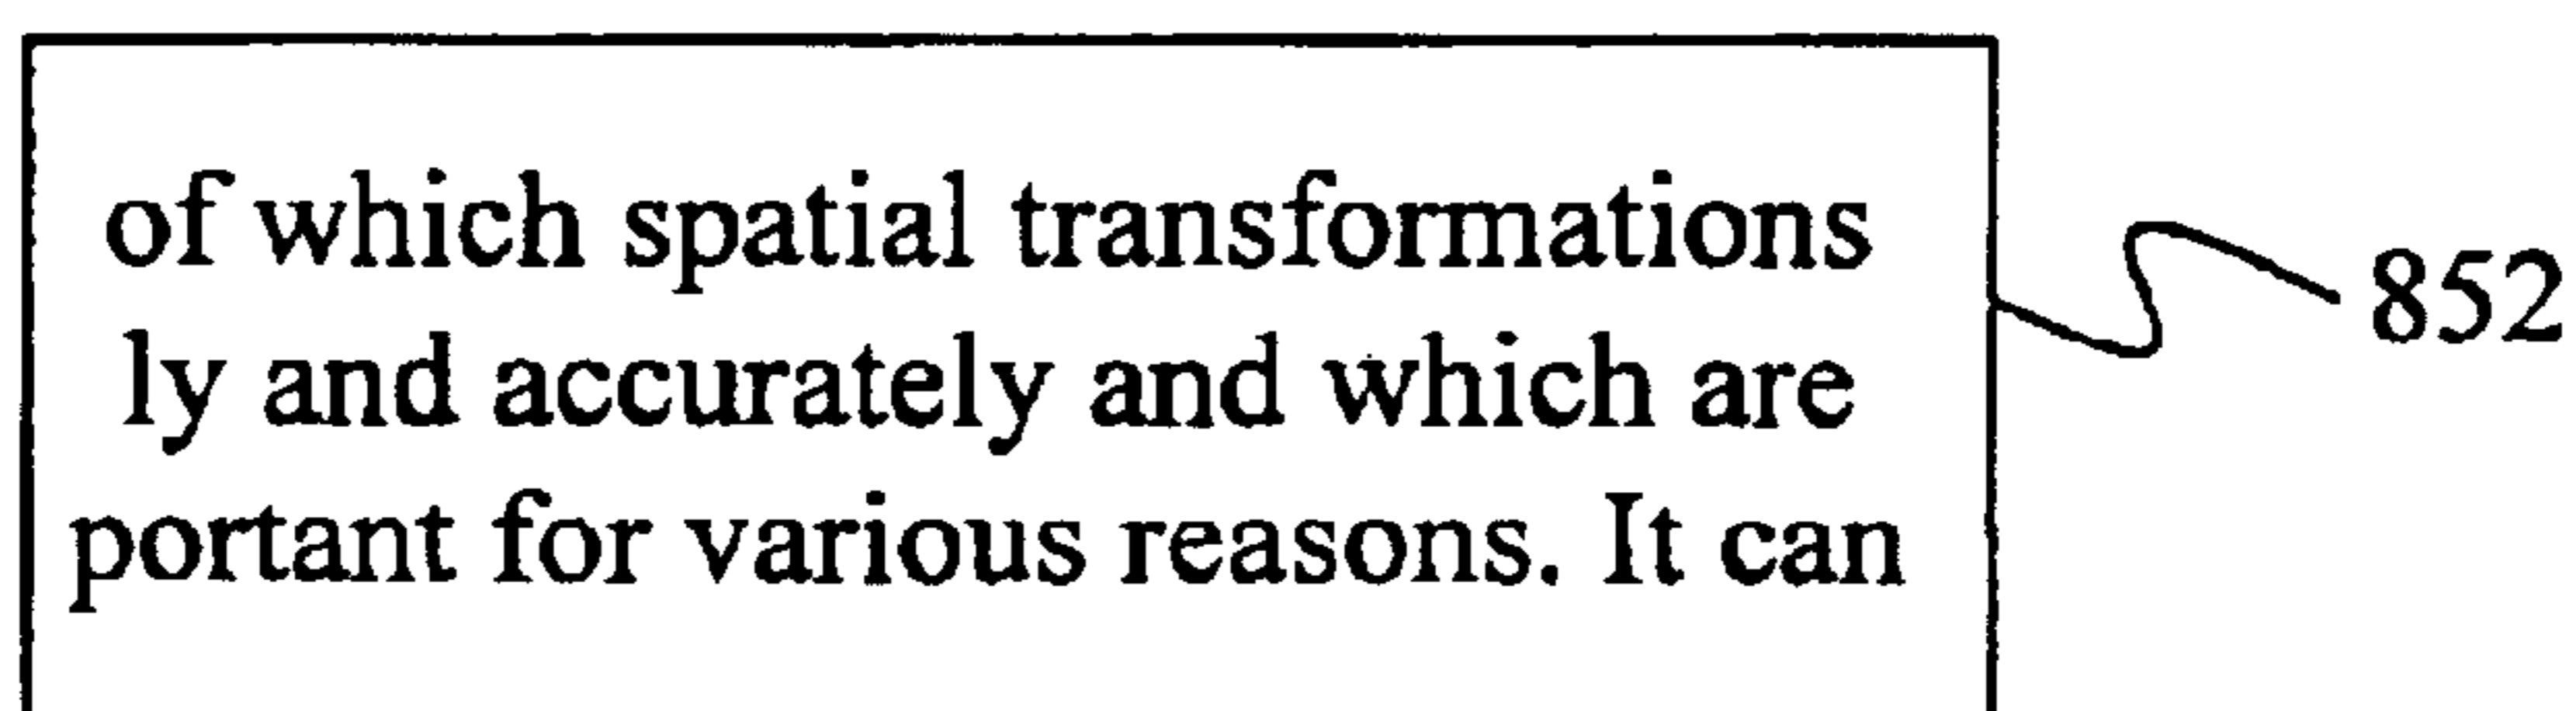 of which spatial transformations
ly and accurately and which are
portant for various reasons. It can
852